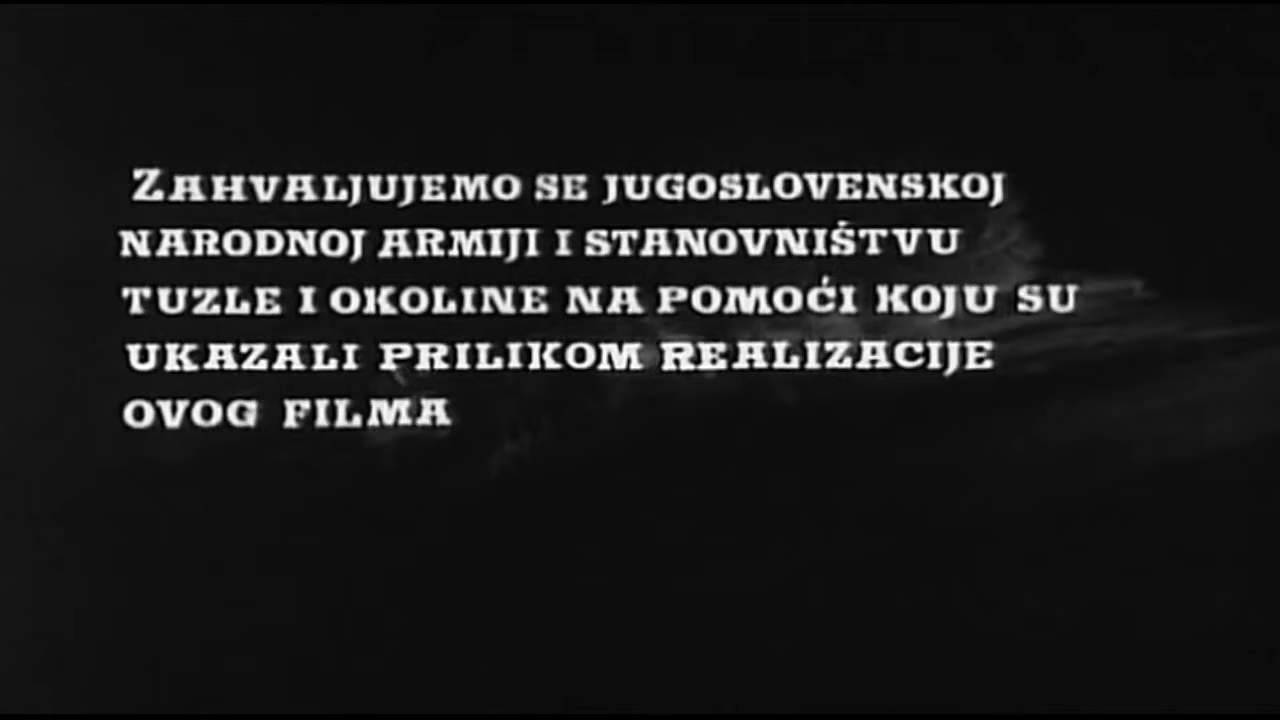 ZAHVALJUJEMO SE JUGOSLOVENSKOJ
NARODNOJ ARMIJI I STANOVNIŠTVU
TUZLE I OKOLINE NA POMOĆI KOJU SU
UKAZALI PRILIKOM REALIZACIJE
OVOG FILMA